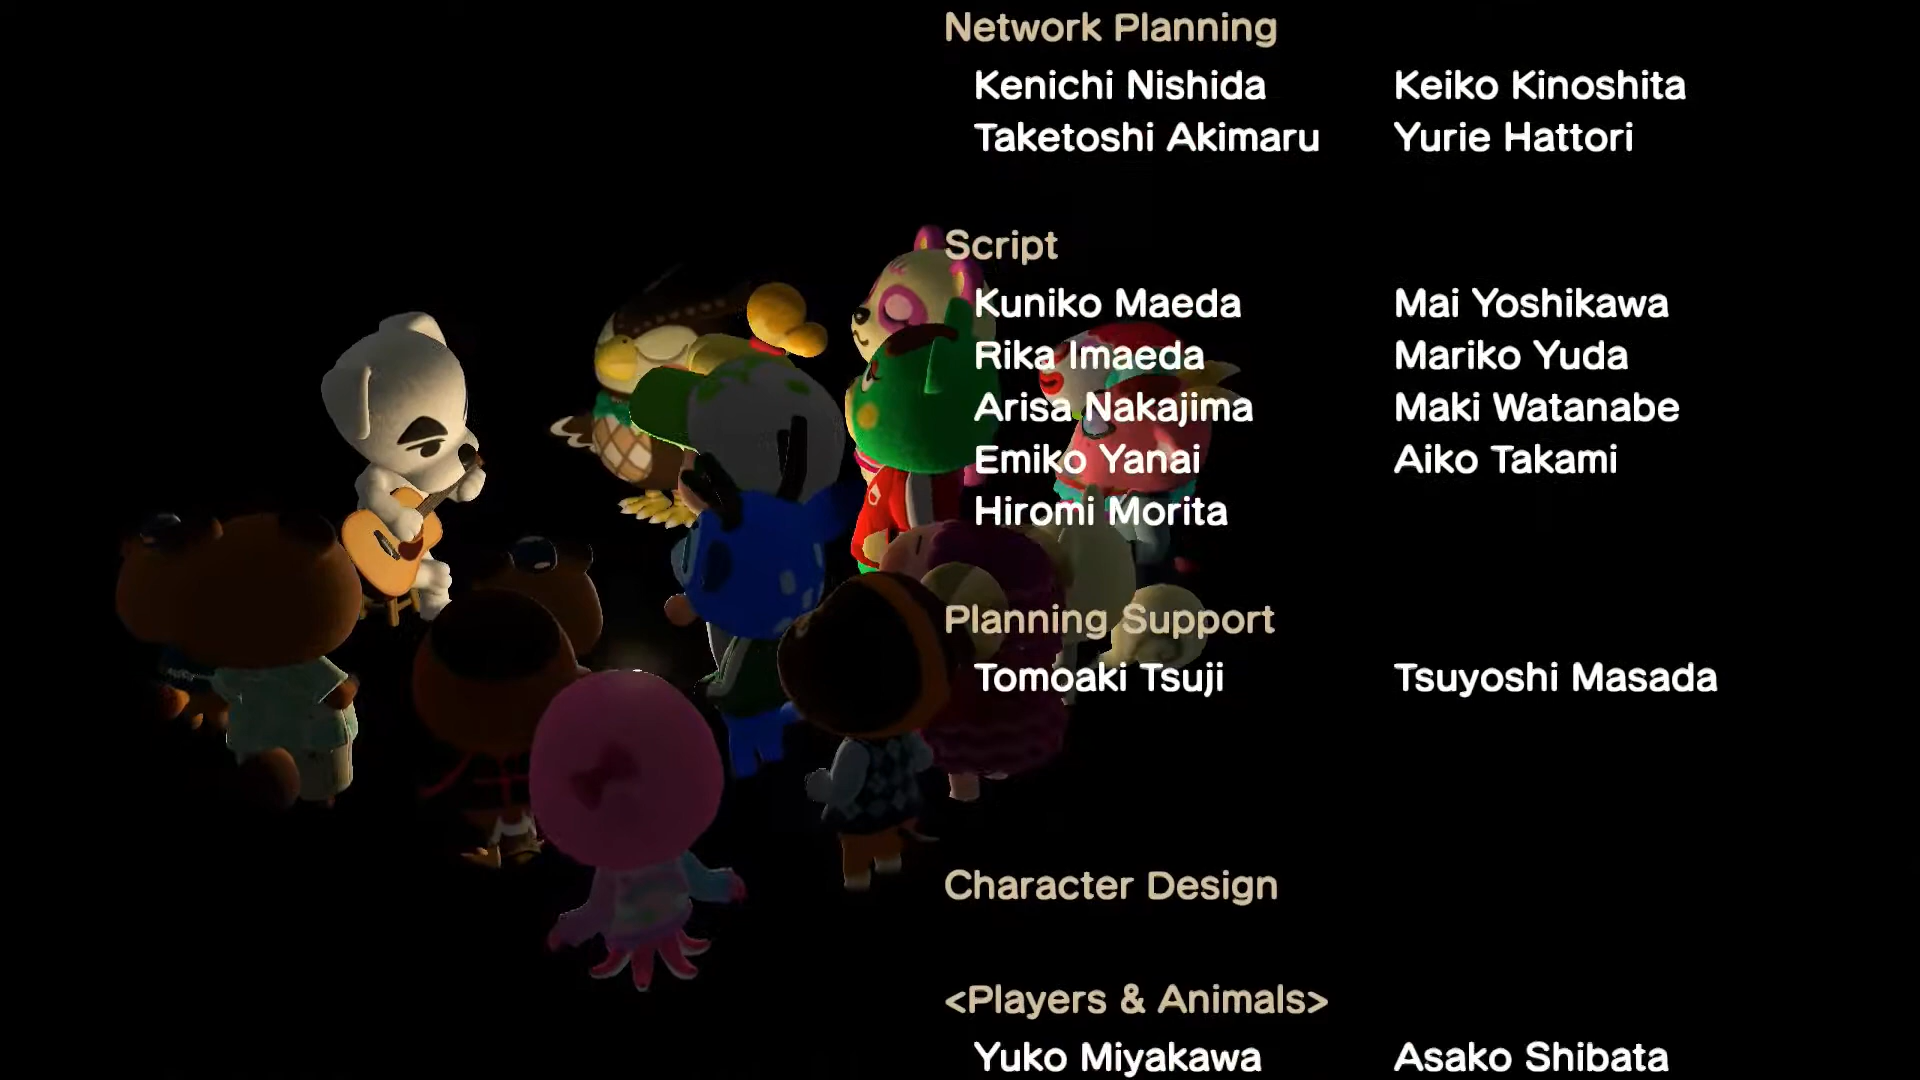 Network Planning
Kenichi Nishida Keiko Kinoshita
Taketoshi Akimaru Yurie Hattori
Script
Kuniko Maeda Mai Yoshikawa
Rika Imaeda Mariko Yuda
Arisa Nakajima Maki Watanabe
Emiko Yanai Aiko Takami
Hiromi Morita
Planning Support
Tomoaki Tsuji Tsuyoshi Masada
Character Design
<Players & Animals>
Yuko Miyakawa Asako Shibata